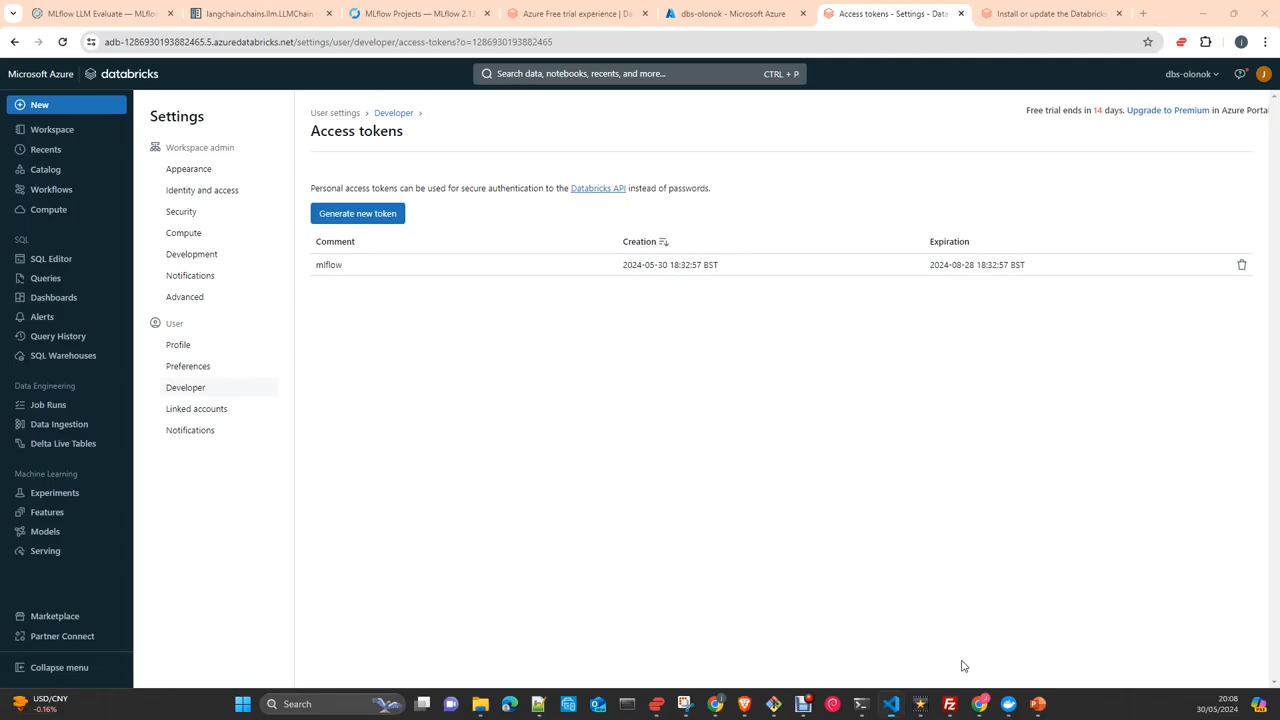 MLflow LLM Evaluate — MLflow
langchain.chains.llm.LLMChain
MLflow Projects — MLflow 2.13
Azure Free trial experience | Da
dbs-olonok - Microsoft Azure
Access tokens - Settings - Data
Install or update the Databricks
adb-1286930193882465.5.azuredatabricks.net/settings/user/developer/access-tokens?o=1286930193882465
Microsoft Azure
databricks
Search data, notebooks, recents, and more...
CTRL + P
dbs-olonok
J
New
Workspace
Recents
Catalog
Workflows
Compute
SQL
SQL Editor
Queries
Dashboards
Alerts
Query History
SQL Warehouses
Data Engineering
Job Runs
Data Ingestion
Delta Live Tables
Machine Learning
Experiments
Features
Models
Serving
Marketplace
Partner Connect
Collapse menu
Settings
Workspace admin
Appearance
Identity and access
Security
Compute
Development
Notifications
Advanced
User
Profile
Preferences
Developer
Linked accounts
Notifications
User settings > Developer >
Access tokens
Free trial ends in 14 days. Upgrade to Premium in Azure Portal
Personal access tokens can be used for secure authentication to the Databricks API instead of passwords.
Generate new token
Comment Creation Expiration
mlflow 2024-05-30 18:32:57 BST 2024-08-28 18:32:57 BST
USD/CNY
-0.16%
Search
20:08
30/05/2024